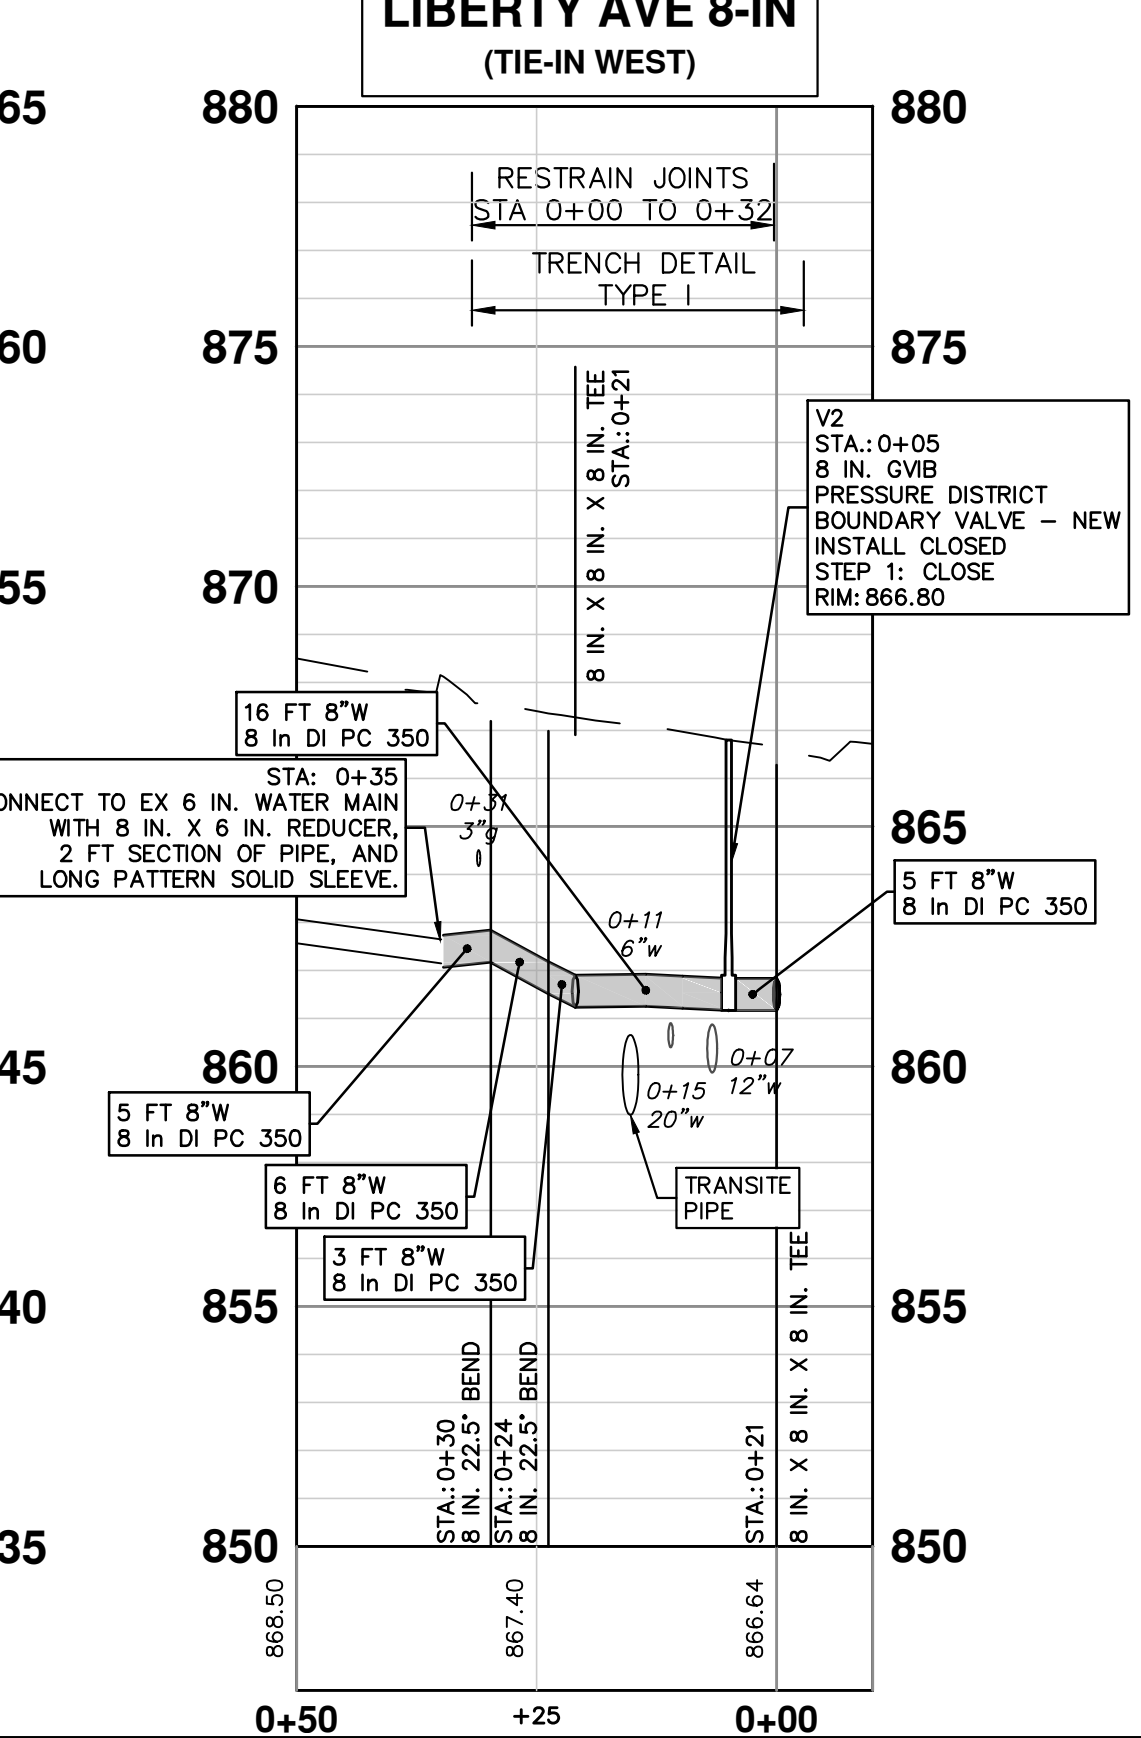 LIBERTY AVE 8-IN
(TIE-IN WEST)
65
880
880
RESTRAIN JOINTS
STA 0+00 TO 0+32
TRENCH DETAIL
TYPE I
60
875
875
8 IN. X 8 IN. X 8 IN. TEE
STA.: 0+21
V2
STA.: 0+05
8 IN. GVIB
PRESSURE DISTRICT
BOUNDARY VALVE – NEW
INSTALL CLOSED
STEP 1: CLOSE
RIM: 866.80
55
870
16 FT 8"W
8 In DI PC 350
STA: 0+35
ONNECT TO EX 6 IN. WATER MAIN
WITH 8 IN. X 6 IN. REDUCER,
2 FT SECTION OF PIPE, AND
LONG PATTERN SOLID SLEEVE.
0+31
3"g
865
5 FT 8"W
8 In DI PC 350
0+11
6"w
45
860
860
0+07
12"w
0+15
20"w
5 FT 8"W
8 In DI PC 350
6 FT 8"W
8 In DI PC 350
TRANSITE
PIPE
3 FT 8"W
8 In DI PC 350
40
855
855
STA.: 0+30
8 IN. 22.5° BEND
STA.: 0+24
8 IN. 22.5° BEND
STA.: 0+21
8 IN. X 8 IN. X 8 IN. TEE
35
850
850
868.50
867.40
866.64
0+50
+25
0+00